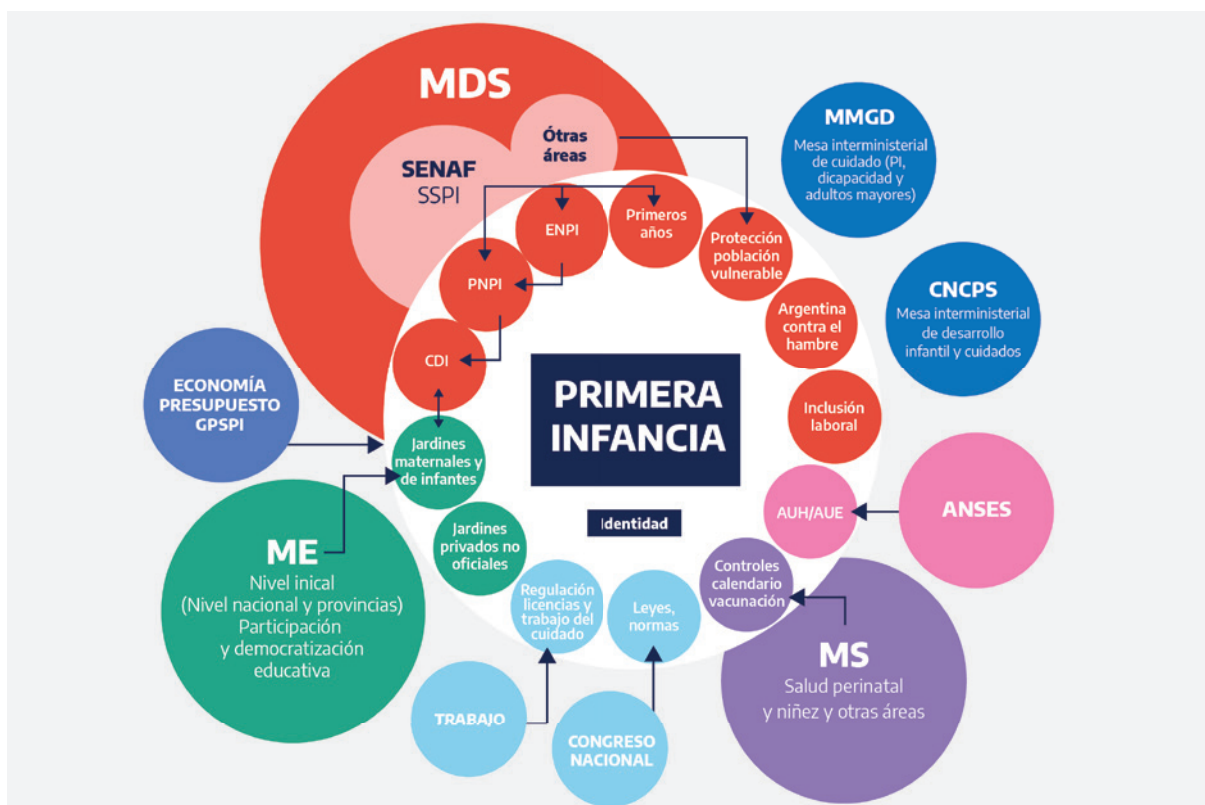 MDS
Ótras
áreas
SENAF
SSPI
MMGD
Mesa interministerial
de cuidado (PI,
dicapacidad y
adultos mayores)
ENPI
Primeros
años
Protección
población
vulnerable
PNPI
CNCPS
Mesa interministerial
de desarrollo
infantil y cuidados
Argentina
contra el
hambre
CDI
ECONOMÍA
PRESUPUESTO
GPSPI
PRIMERA
INFANCIA
Inclusión
laboral
Jardines
maternales y
de infantes
AUH/AUE
ANSES
Identidad
Jardines
privados no
oficiales
ME
Nivel inical
(Nivel nacional y provincias)
Participación
y democratización
educativa
Controles
calendario
vacunación
Regulación
licencias y
trabajo del
cuidado
Leyes,
normas
MS
Salud perinatal
y niñez y otras áreas
TRABAJO
CONGRESO
NACIONAL